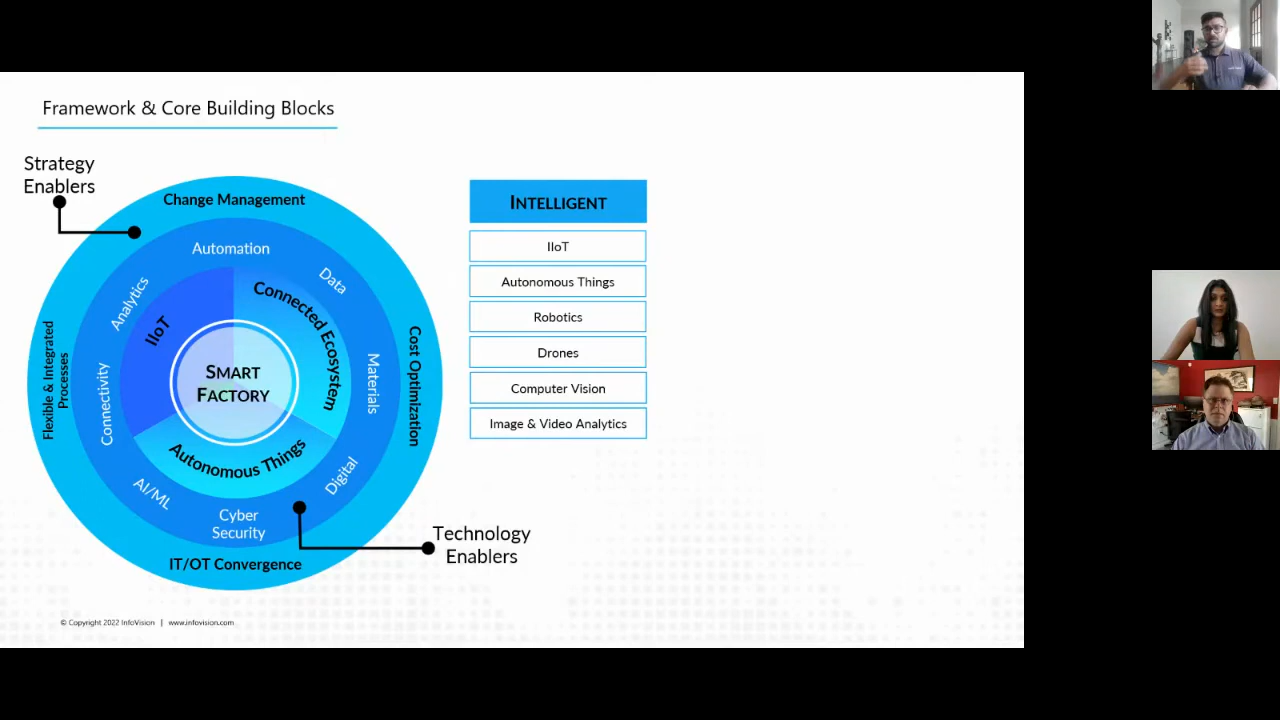 Framework & Core Building Blocks
Strategy
Enablers
Change Management
Automation
Data
Analytics
Connected Ecosystem
IIoT
Flexible & Integrated
Processes
Connectivity
SMART
FACTORY
Materials
Cost Optimization
Autonomous Things
AI/ML
Digital
Cyber
Security
IT/OT Convergence
Technology
Enablers
INTELLIGENT
IIoT
Autonomous Things
Robotics
Drones
Computer Vision
Image & Video Analytics
© Copyright 2022 InfoVision | www.infovision.com